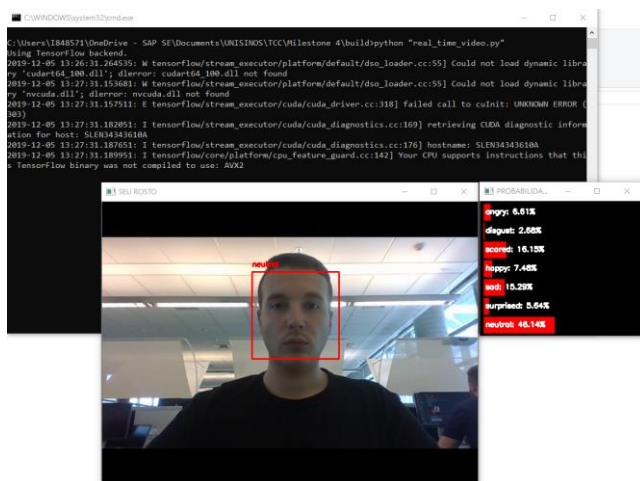 C:\WINDOWS\system32\cmd.exe
C:\Users\I848571\OneDrive - SAP SE\Documents\UNISINOS\TCC\Milestone 4\build>python "real_time_video.py"
Using TensorFlow backend.
2019-12-05 13:26:31.264535: W tensorflow/stream_executor/platform/default/dso_loader.cc:55] Could not load dynamic libra
ry 'cudart64_100.dll'; dlerror: cudart64_100.dll not found
2019-12-05 13:27:31.153681: W tensorflow/stream_executor/platform/default/dso_loader.cc:55] Could not load dynamic libra
ry 'nvcuda.dll'; dlerror: nvcuda.dll not found
2019-12-05 13:27:31.157511: E tensorflow/stream_executor/cuda/cuda_driver.cc:318] failed call to cuInit: UNKNOWN ERROR (
303)
2019-12-05 13:27:31.182051: I tensorflow/stream_executor/cuda/cuda_diagnostics.cc:169] retrieving CUDA diagnostic inform
ation for host: SLEN34343610A
2019-12-05 13:27:31.187651: I tensorflow/stream_executor/cuda/cuda_diagnostics.cc:176] hostname: SLEN34343610A
2019-12-05 13:27:31.189951: I tensorflow/core/platform/cpu_feature_guard.cc:142] Your CPU supports instructions that thi
s TensorFlow binary was not compiled to use: AVX2
SEU ROSTO
neutral
PROBABILIDA...
angry: 6.61%
disgust: 2.68%
scared: 16.15%
happy: 7.48%
sad: 15.29%
surprised: 5.64%
neutral: 46.14%